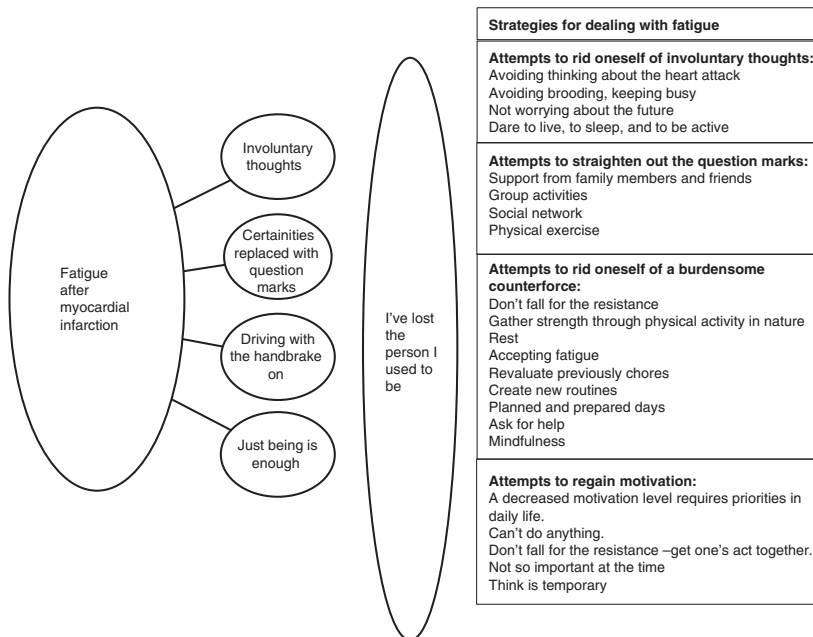 Fatigue
after
myocardial
infarction
Involuntary
thoughts
Certainities
replaced with
question
marks
Driving with
the handbrake
on
Just being is
enough
I've lost
the
person I
used to
be
Strategies for dealing with fatigue
Attempts to rid oneself of involuntary thoughts:
Avoiding thinking about the heart attack
Avoiding brooding, keeping busy
Not worrying about the future
Dare to live, to sleep, and to be active
Attempts to straighten out the question marks:
Support from family members and friends
Group activities
Social network
Physical exercise
Attempts to rid oneself of a burdensome
counterforce:
Don't fall for the resistance
Gather strength through physical activity in nature
Rest
Accepting fatigue
Revaluate previously chores
Create new routines
Planned and prepared days
Ask for help
Mindfulness
Attempts to regain motivation:
A decreased motivation level requires priorities in
daily life.
Can't do anything.
Don't fall for the resistance –get one's act together.
Not so important at the time
Think is temporary